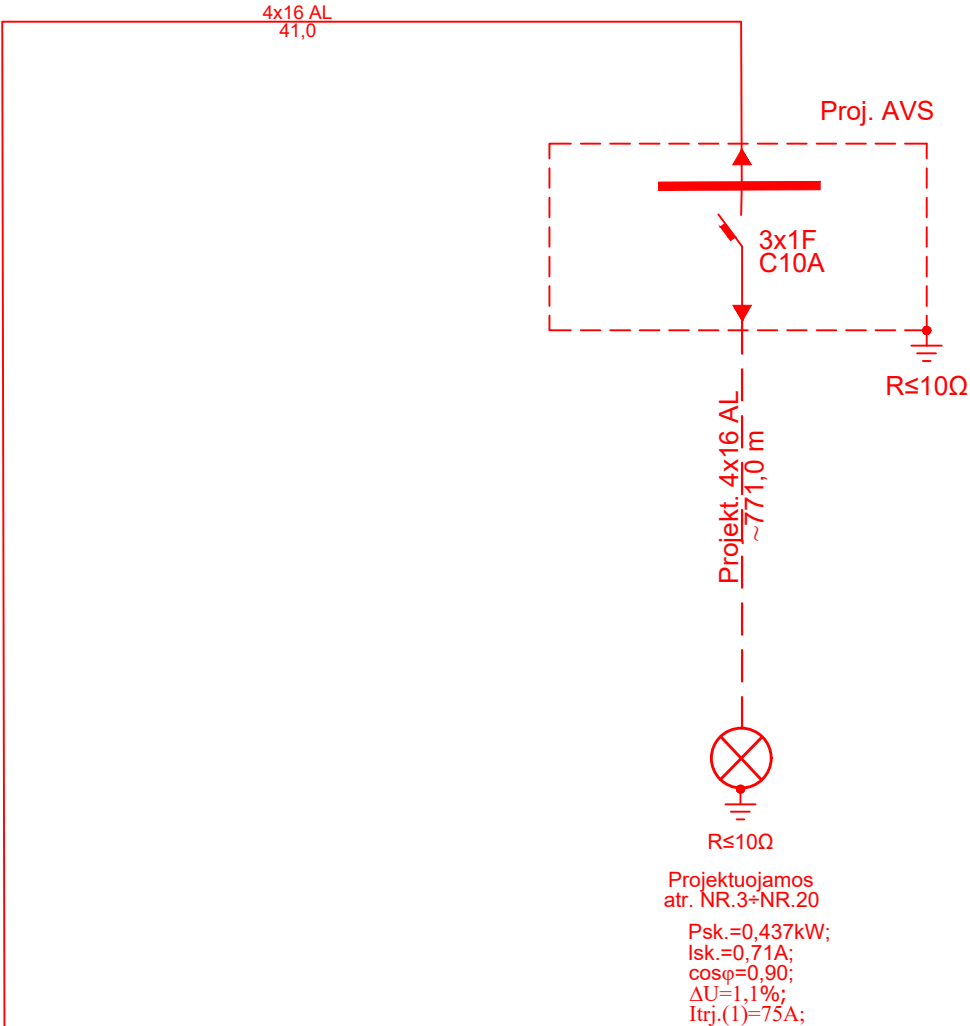 4x16 AL
41,0
Proj. AVS
3x1F
C10A
R≤10Ω
Projekt. 4x16 AL
~771,0 m
R≤10Ω
Projektuojamos
atr. NR.3÷NR.20
Psk.=0,437kW;
Isk.=0,71A;
cosφ=0,90;
ΔU=1,1%;
Itrj.(1)=75A;